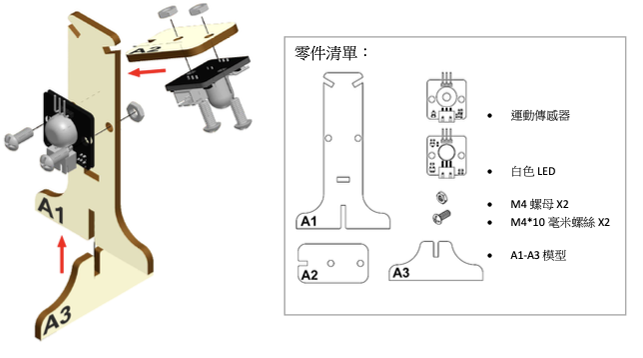 A2
A1
A3
零件清單：
運動傳感器
白色 LED
M4 螺母 X2
M4*10 毫米螺絲 X2
A1-A3 模型
A1
A2
A3